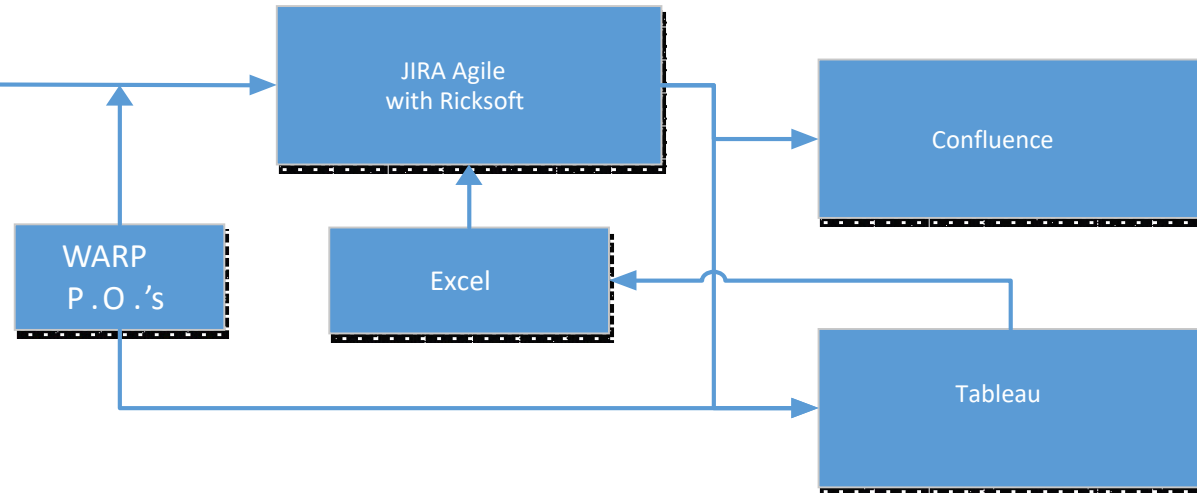 JIRA Agile
with Ricksoft
Confluence
WARP
P.O.'s
Excel
Tableau